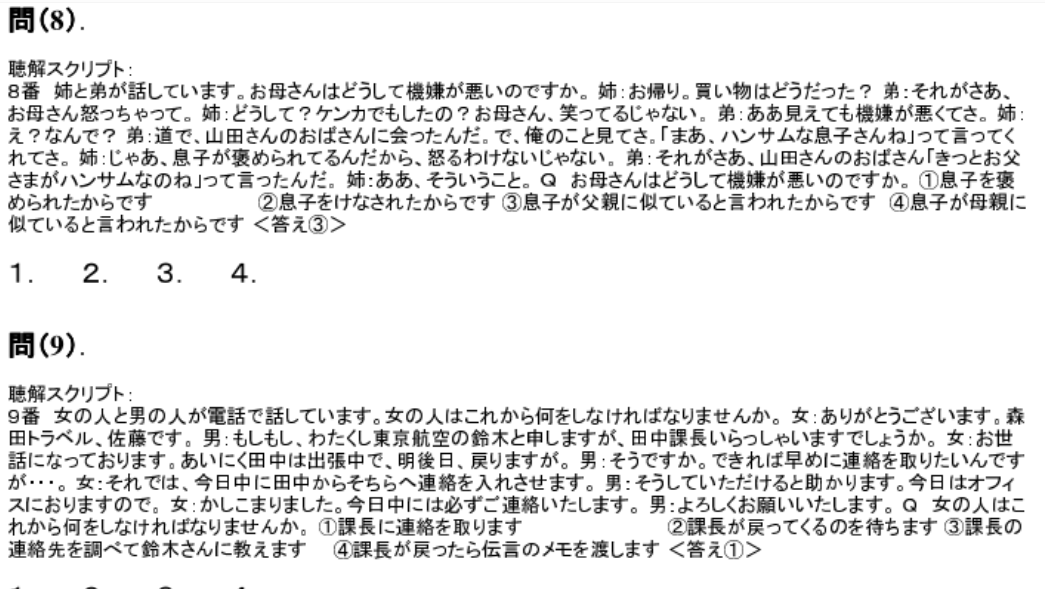 問(8).
聴解スクリプト:
8番　姉と弟が話しています。お母さんはどうして機嫌が悪いのですか。 姉:お帰り。買い物はどうだった？ 弟:それがさあ、
お母さん怒っちゃって。 姉:どうして？ケンカでもしたの？お母さん、笑ってるじゃない。 弟:ああ見えても機嫌が悪くてさ。 姉:
え？なんで？ 弟:道で、山田さんのおばさんに会ったんだ。で、俺のこと見てさ。「まあ、ハンサムな息子さんね」って言ってく
れてさ。 姉:じゃあ、息子が褒められてるんだから、怒るわけないじゃない。 弟:それがさあ、山田さんのおばさん「きっとお父
さまがハンサムなのね」って言ったんだ。 姉:ああ、そういうこと。 Q　お母さんはどうして機嫌が悪いのですか。 ①息子を褒
められたからです　②息子をけなされたからです ③息子が父親に似ていると言われたからです　④息子が母親に
似ていると言われたからです ＜答え③＞
1.　2.　3.　4.
問(9).
聴解スクリプト:
9番　女の人と男の人が電話で話しています。女の人はこれから何をしなければなりませんか。 女:ありがとうございます。森
田トラベル、佐藤です。 男:もしもし、わたくし東京航空の鈴木と申しますが、田中課長いらっしゃいますでしょうか。 女:お世
話になっております。あいにく田中は出張中で、明後日、戻りますが。 男:そうですか。できれば早めに連絡を取りたいんです
が・・・。 女:それでは、今日中に田中からそちらへ連絡を入れさせます。 男:そうしていただけると助かります。今日はオフィ
スにおりますので。 女:かしこまりました。今日中には必ずご連絡いたします。 男:よろしくお願いいたします。 Q　女の人はこ
れから何をしなければなりませんか。 ①課長に連絡を取ります　②課長が戻ってくるのを待ちます ③課長の
連絡先を調べて鈴木さんに教えます　④課長が戻ったら伝言のメモを渡します ＜答え①＞